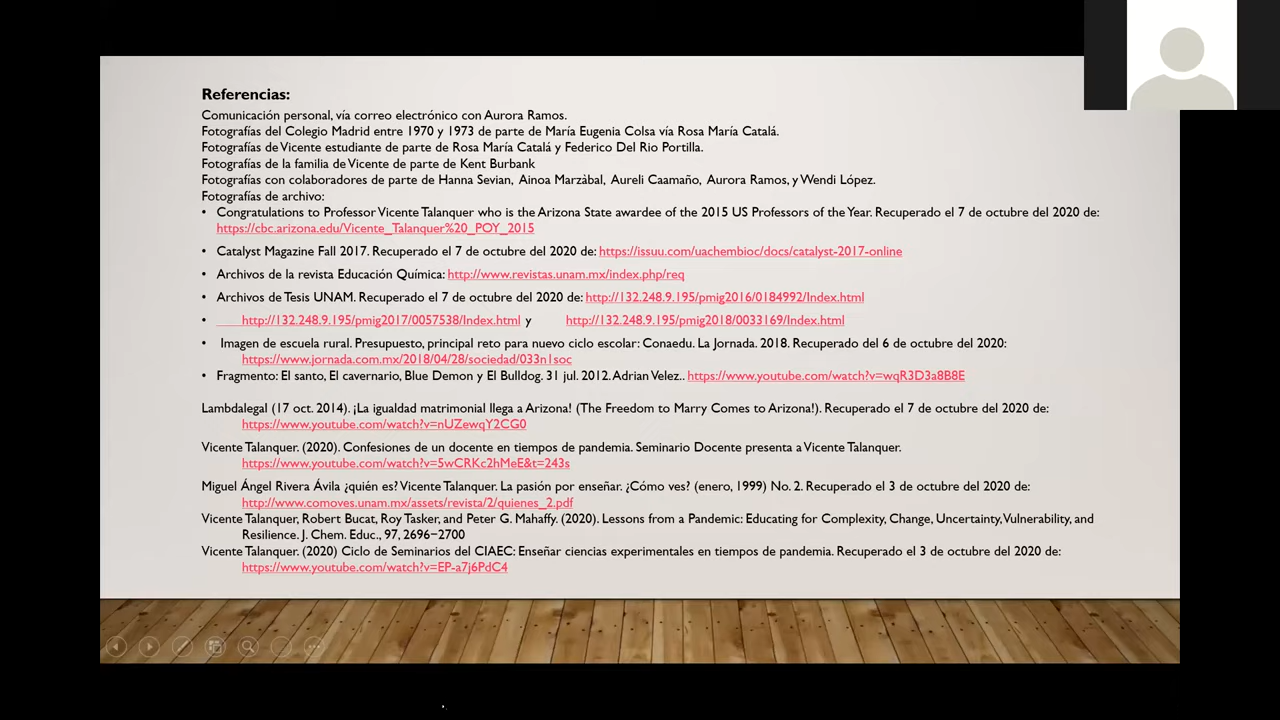 Referencias:
Comunicación personal, vía correo electrónico con Aurora Ramos.
Fotografías del Colegio Madrid entre 1970 y 1973 de parte de María Eugenia Colsa vía Rosa María Catalá.
Fotografías de Vicente estudiante de parte de Rosa María Catalá y Federico Del Rio Portilla.
Fotografías de la familia de Vicente de parte de Kent Burbank
Fotografías con colaboradores de parte de Hanna Sevian, Ainoa Marzábal, Aureli Caamaño, Aurora Ramos, y Wendi López.
Fotografías de archivo:
• Congratulations to Professor Vicente Talanquer who is the Arizona State awardee of the 2015 US Professors of the Year. Recuperado el 7 de octubre del 2020 de:
https://cbc.arizona.edu/Vicente_Talanquer%20_POY_2015
• Catalyst Magazine Fall 2017. Recuperado el 7 de octubre del 2020 de: https://issuu.com/uachembioc/docs/catalyst-2017-online
• Archivos de la revista Educación Química: http://www.revistas.unam.mx/index.php/req
• Archivos de Tesis UNAM. Recuperado el 7 de octubre del 2020 de: http://132.248.9.195/pmig2016/0184992/Index.html
• http://132.248.9.195/pmig2017/0057538/Index.html y http://132.248.9.195/pmig2018/0033169/Index.html
• Imagen de escuela rural. Presupuesto, principal reto para nuevo ciclo escolar: Conaedu. La Jornada. 2018. Recuperado del 6 de octubre del 2020:
https://www.jornada.com.mx/2018/04/28/sociedad/033n1soc
• Fragmento: El santo, El cavernario, Blue Demon y El Bulldog. 31 jul. 2012. Adrian Velez.. https://www.youtube.com/watch?v=wqR3D3a8B8E
Lambdalegal (17 oct. 2014). ¡La igualdad matrimonial llega a Arizona! (The Freedom to Marry Comes to Arizona!). Recuperado el 7 de octubre del 2020 de:
https://www.youtube.com/watch?v=nUZewqY2CG0
Vicente Talanquer. (2020). Confesiones de un docente en tiempos de pandemia. Seminario Docente presenta a Vicente Talanquer.
https://www.youtube.com/watch?v=5wCRKc2hMeE&t=243s
Miguel Ángel Rivera Ávila ¿quién es? Vicente Talanquer. La pasión por enseñar. ¿Cómo ves? (enero, 1999) No. 2. Recuperado el 3 de octubre del 2020 de:
http://www.comoves.unam.mx/assets/revista/2/quienes_2.pdf
Vicente Talanquer, Robert Bucat, Roy Tasker, and Peter G. Mahaffy. (2020). Lessons from a Pandemic: Educating for Complexity, Change, Uncertainty, Vulnerability, and
Resilience. J. Chem. Educ., 97, 2696−2700
Vicente Talanquer. (2020) Ciclo de Seminarios del CIAEC: Enseñar ciencias experimentales en tiempos de pandemia. Recuperado el 3 de octubre del 2020 de:
https://www.youtube.com/watch?v=EP-a7j6PdC4